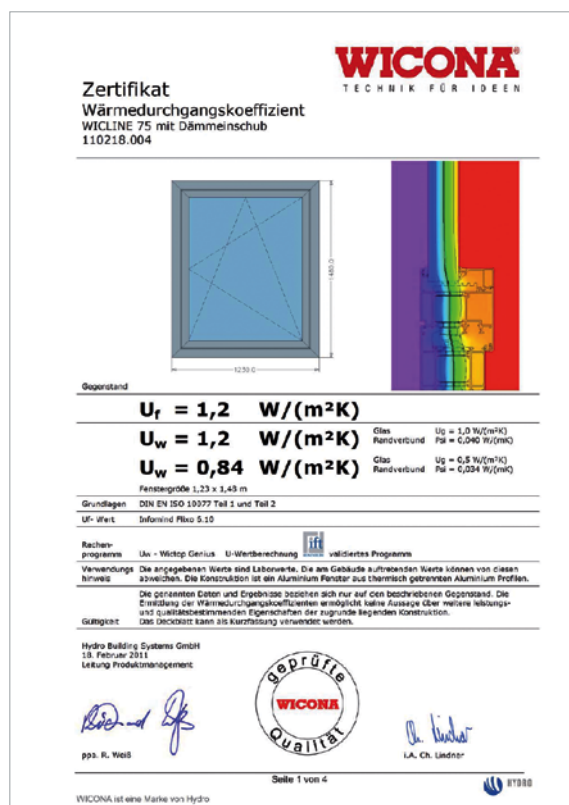 WICONA®
TECHNIK FÜR IDEEN
Zertifikat
Wärmedurchgangskoeffizient
WICLINE 75 mit Dämmeinschub
110218.004
1480.0
1230.0
Gegenstand
Uf = 1,2 W/(m²K)
Uw = 1,2 W/(m²K) Glas Ug = 1,0 W/(m²K)
Randverbund Psi = 0,040 W/(mK)
Uw = 0,84 W/(m²K) Glas Ug = 0,5 W/(m²K)
Randverbund Psi = 0,034 W/(mK)
Fenstergröße 1,23 x 1,48 m
Grundlagen DIN EN ISO 10077 Teil 1 und Teil 2
Uf- Wert Infomind Flixo 6.10
Rechen-
programm Uw - Wictop Genius U-Wertberechnung ift validiertes Programm
Verwendungs Die angegebenen Werte sind Laborwerte. Die am Gebäude auftretenden Werte können von diesen
hinweis abweichen. Die Konstruktion ist ein Aluminium Fenster aus thermisch getrennten Aluminium Profilen.
Die genannten Daten und Ergebnisse beziehen sich nur auf den beschriebenen Gegenstand. Die
Ermittlung der Wärmedurchgangskoeffizienten ermöglicht keine Aussage über weitere leistungs-
und qualitätsbestimmenden Eigenschaften der zugrunde liegenden Konstruktion.
Gültigkeit Das Deckblatt kann als Kurzfassung verwendet werden.
Hydro Building Systems GmbH
18. Februar 2011
Leitung Produktmanagement
geprüfte
WICONA
Qualität
ppa. R. Weiß
i.A. Ch. Lindner
Seite 1 von 4
HYDRO
WICONA ist eine Marke von Hydro